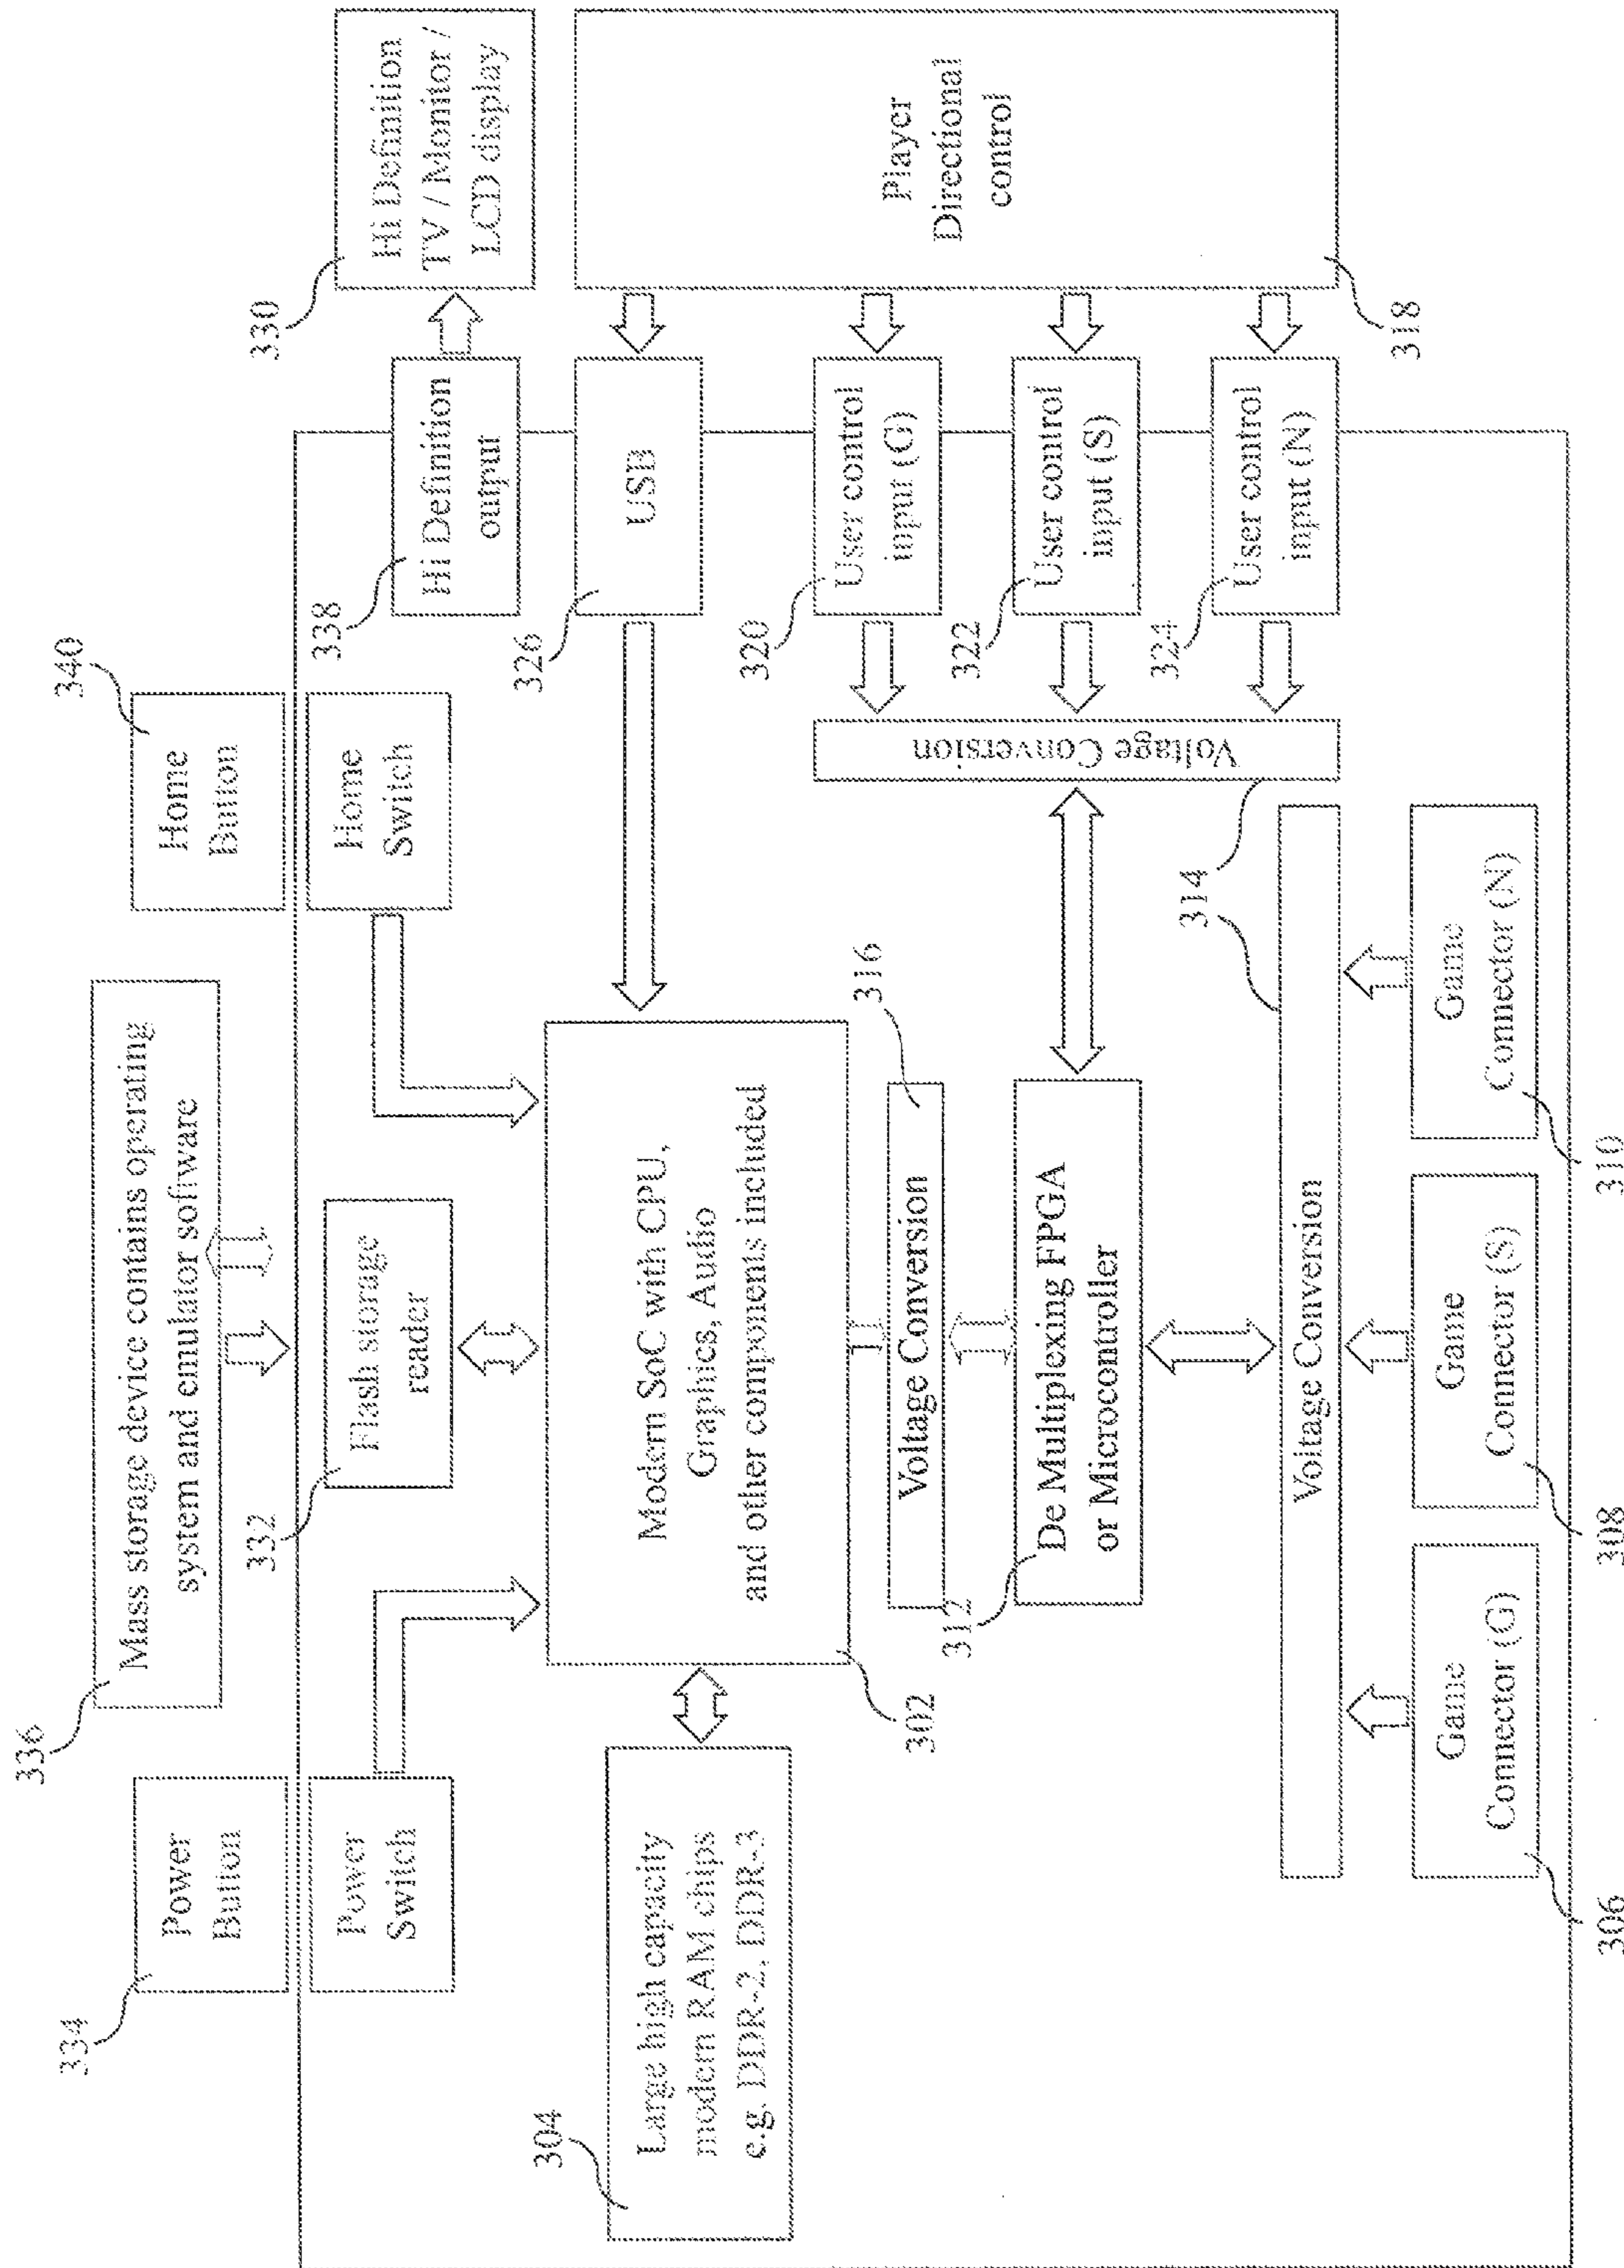 336
Mass storage device contains operating
system and emulator software
334
Power
Button
340
Home
Button
Power
Switch
332
Flash storage
reader
Home
Switch
338
Hi Definition
output
330
Hi Definition
TV / Monitor /
LCD display
304
Large high capacity
modern RAM chips
e.g. DDR-2, DDR-3
302
Modern SoC with CPU,
Graphics, Audio
and other components included
326
USB
Player
Directional
control
318
316
Voltage Conversion
320
User control
input (G)
312
De Multiplexing FPGA
or Microcontroller
322
User control
input (S)
324
User control
input (N)
Voltage Conversion
314
Voltage Conversion
306
Game
Connector (G)
308
Game
Connector (S)
310
Game
Connector (N)